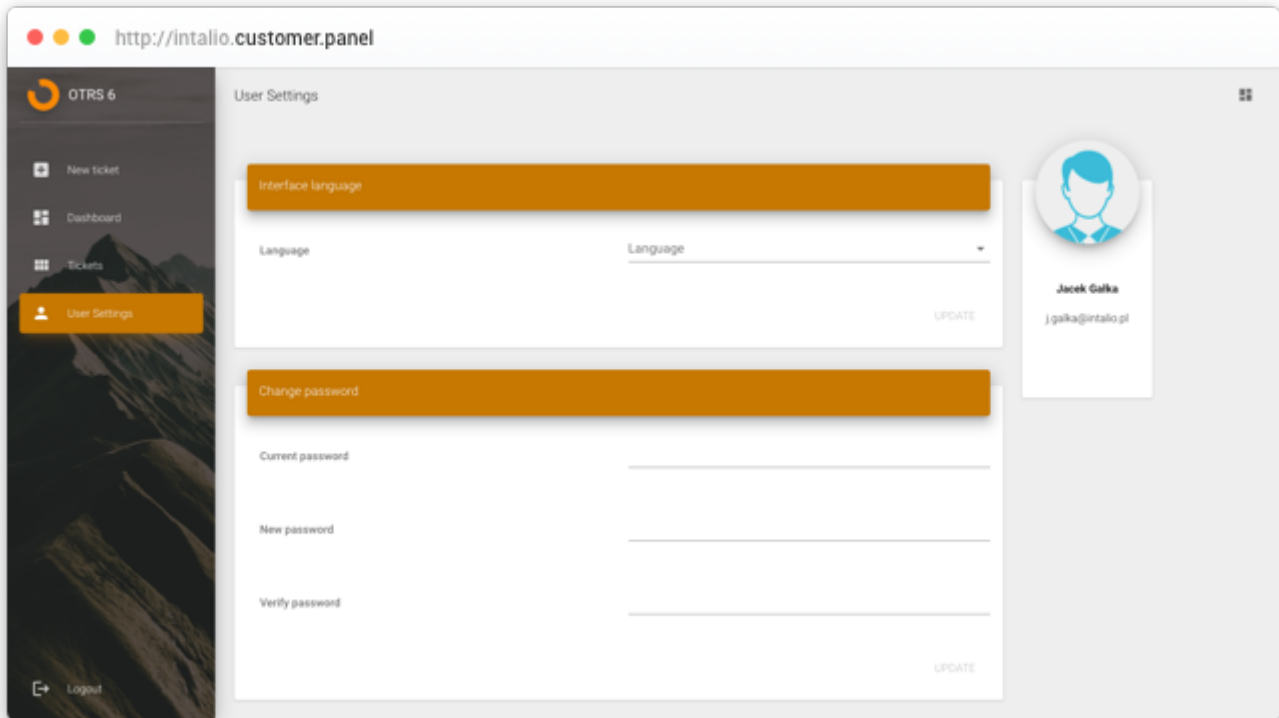 http://intalio.customer.panel
OTRS 6
New ticket
Dashboard
Tickets
User Settings
Logout
User Settings
Interface language
Language
Language
UPDATE
Change password
Current password
New password
Verify password
UPDATE
Jacek Gałka
j.galka@intalio.pl